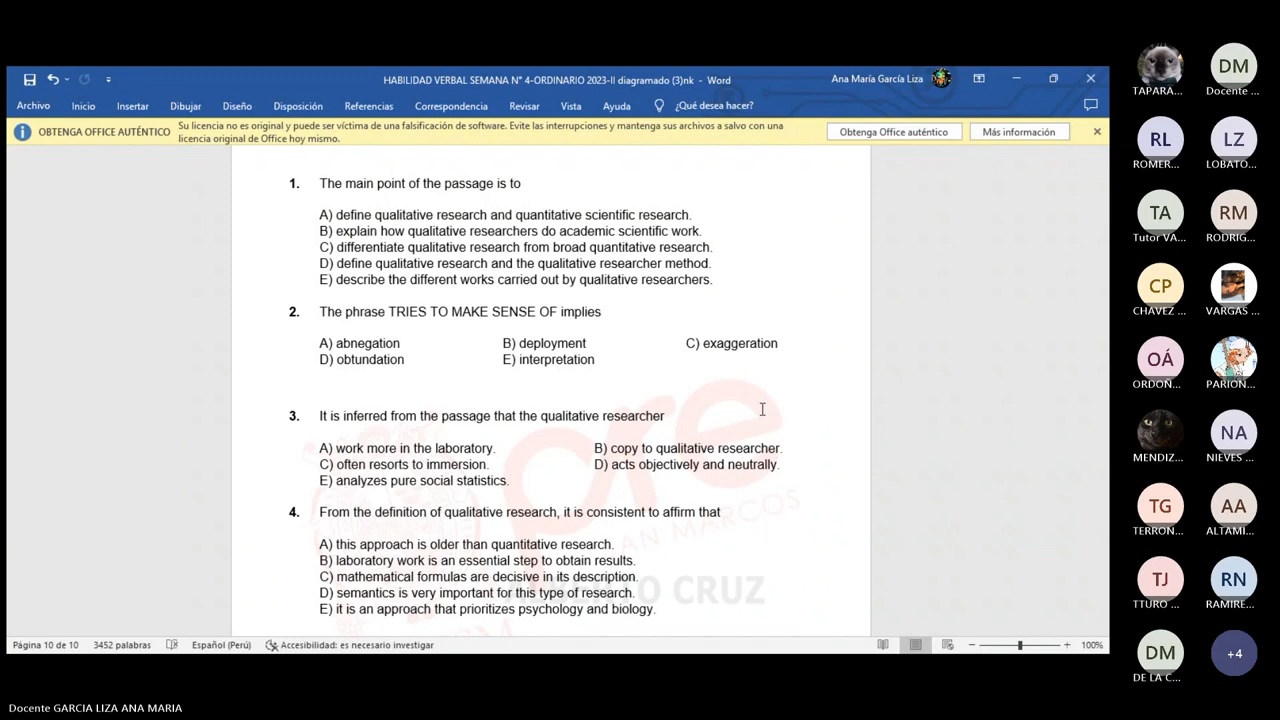 HABILIDAD VERBAL SEMANA N° 4-ORDINARIO 2023-II diagramado (3)nk - Word
Ana María García Liza
Archivo Inicio Insertar Dibujar Diseño Disposición Referencias Correspondencia Revisar Vista Ayuda ¿Qué desea hacer?
OBTENGA OFFICE AUTÉNTICO Su licencia no es original y puede ser víctima de una falsificación de software. Evite las interrupciones y mantenga sus archivos a salvo con una
licencia original de Office hoy mismo.
Obtenga Office auténtico Más información
1. The main point of the passage is to
A) define qualitative research and quantitative scientific research.
B) explain how qualitative researchers do academic scientific work.
C) differentiate qualitative research from broad quantitative research.
D) define qualitative research and the qualitative researcher method.
E) describe the different works carried out by qualitative researchers.
2. The phrase TRIES TO MAKE SENSE OF implies
A) abnegation B) deployment C) exaggeration
D) obtundation E) interpretation
3. It is inferred from the passage that the qualitative researcher
A) work more in the laboratory. B) copy to qualitative researcher.
C) often resorts to immersion. D) acts objectively and neutrally.
E) analyzes pure social statistics.
4. From the definition of qualitative research, it is consistent to affirm that
A) this approach is older than quantitative research.
B) laboratory work is an essential step to obtain results.
C) mathematical formulas are decisive in its description.
D) semantics is very important for this type of research.
E) it is an approach that prioritizes psychology and biology.
pre
AN MARCOS
CRUZ
Página 10 de 10 3452 palabras Español (Perú) Accesibilidad: es necesario investigar 100%
TAPARA...
DM
Docente ...
RL
ROMER...
LZ
LOBATO...
TA
Tutor VA...
RM
RODRIG...
CP
CHAVEZ ...
VARGAS ...
OÁ
ORDOÑ...
PARION...
MENDIZ...
NA
NIEVES ...
TG
TERRON...
AA
ALTAMI...
TJ
TTURO ...
RN
RAMIRE...
DM
DE LA C...
+4
Docente GARCIA LIZA ANA MARIA